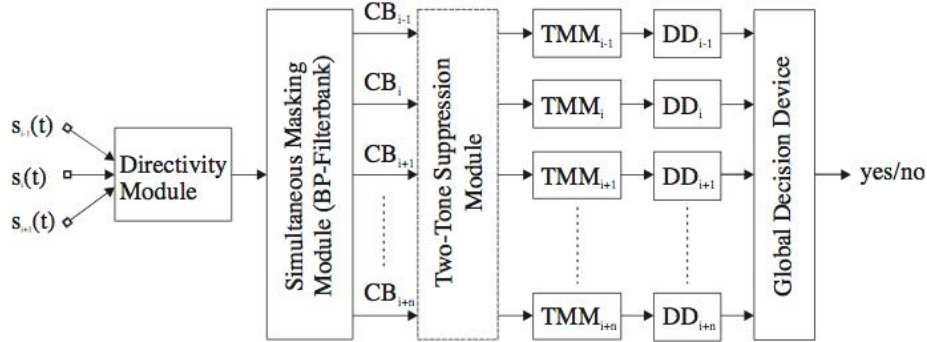 s_{i-1}(t)
s_i(t)
s_{i+1}(t)
Directivity
Module
Simultaneous Masking
Module (BP-Filterbank)
CB_{i-1}
CB_i
CB_{i+1}
CB_{i+n}
Two-Tone Suppression
Module
TMM_{i-1}
DD_{i-1}
TMM_i
DD_i
TMM_{i+1}
DD_{i+1}
TMM_{i+n}
DD_{i+n}
Global Decision Device
yes/no